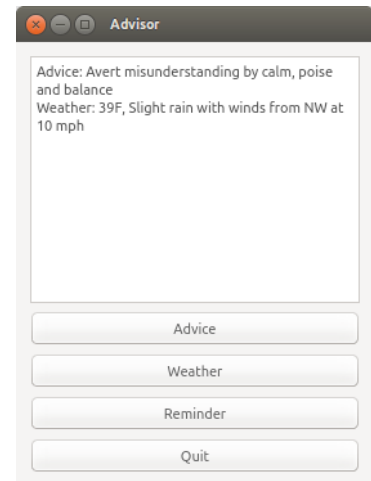 Advisor
Advice: Avert misunderstanding by calm, poise
and balance
Weather: 39F, Slight rain with winds from NW at
10 mph
Advice
Weather
Reminder
Quit